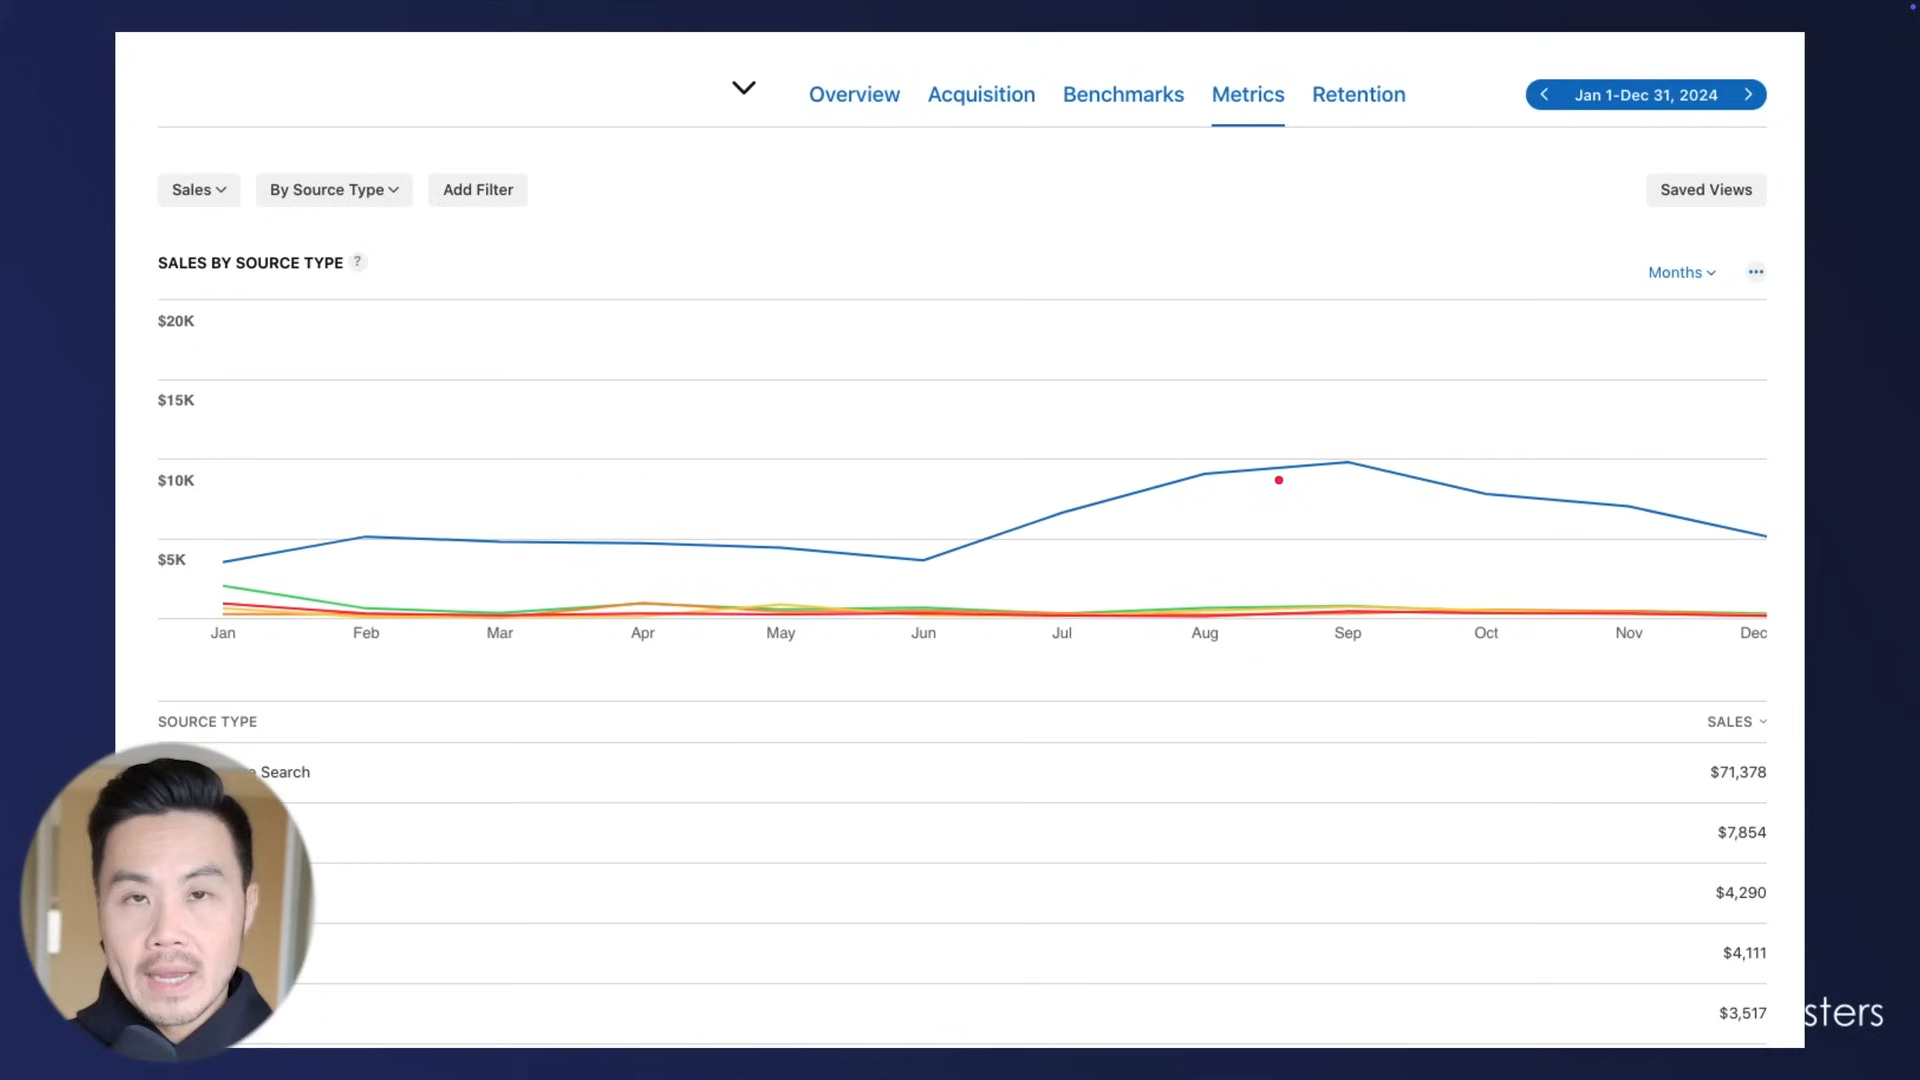 Overview Acquisition Benchmarks Metrics Retention Jan 1-Dec 31, 2024
Sales By Source Type Add Filter Saved Views
SALES BY SOURCE TYPE ?
Months
$20K
$15K
$10K
$5K
Jan Feb Mar Apr May Jun Jul Aug Sep Oct Nov Dec
SOURCE TYPE SALES
Search $71,378
$7,854
$4,290
$4,111
$3,517
sters